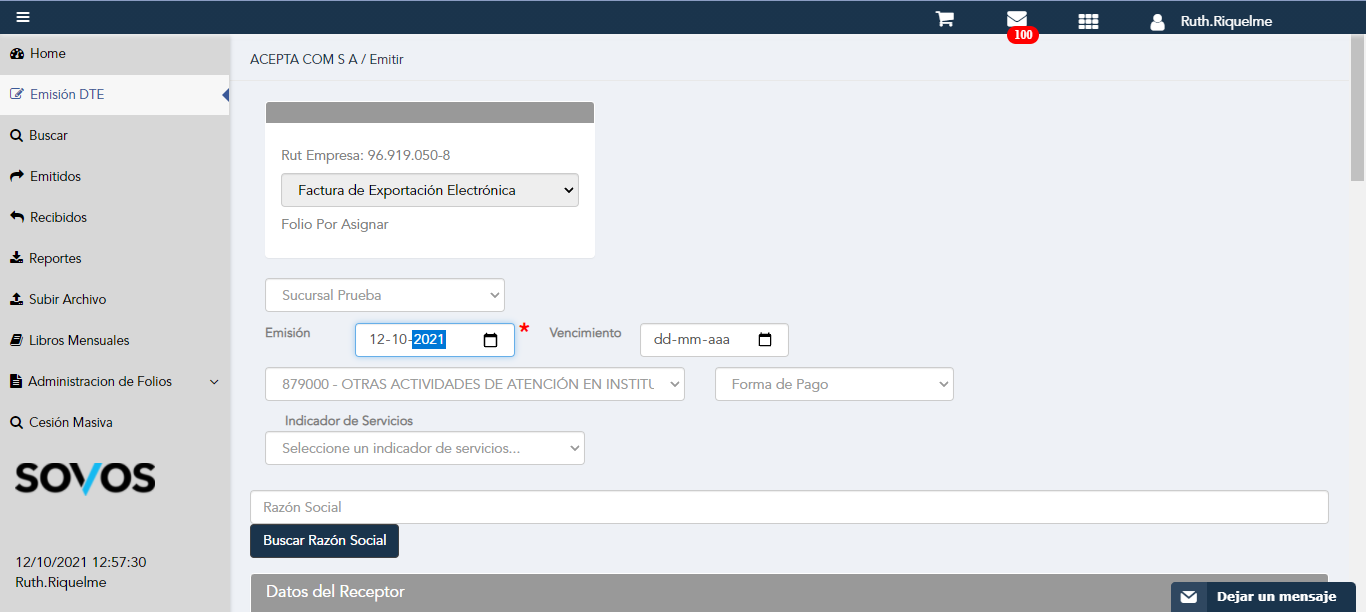 Ruth.Riquelme
100
Home
Emisión DTE
Buscar
Emitidos
Recibidos
Reportes
Subir Archivo
Libros Mensuales
Administracion de Folios
Cesión Masiva
SOVOS
12/10/2021 12:57:30
Ruth.Riquelme
ACEPTA COM S A / Emitir
Rut Empresa: 96.919.050-8
Factura de Exportación Electrónica
Folio Por Asignar
Sucursal Prueba
Emisión 12-10-2021 * Vencimiento dd-mm-aaa
879000 - OTRAS ACTIVIDADES DE ATENCIÓN EN INSTITU Forma de Pago
Indicador de Servicios
Seleccione un indicador de servicios...
Razón Social
Buscar Razón Social
Datos del Receptor
Dejar un mensaje